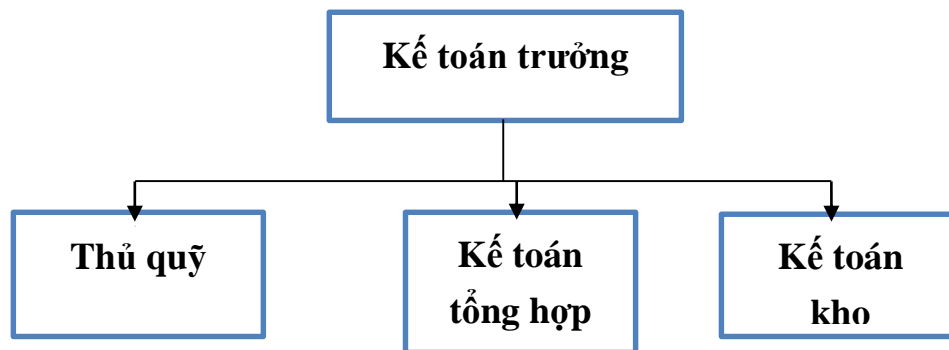 Kế toán trưởng
Thủ quỹ
Kế toán
tổng hợp
Kế toán
kho